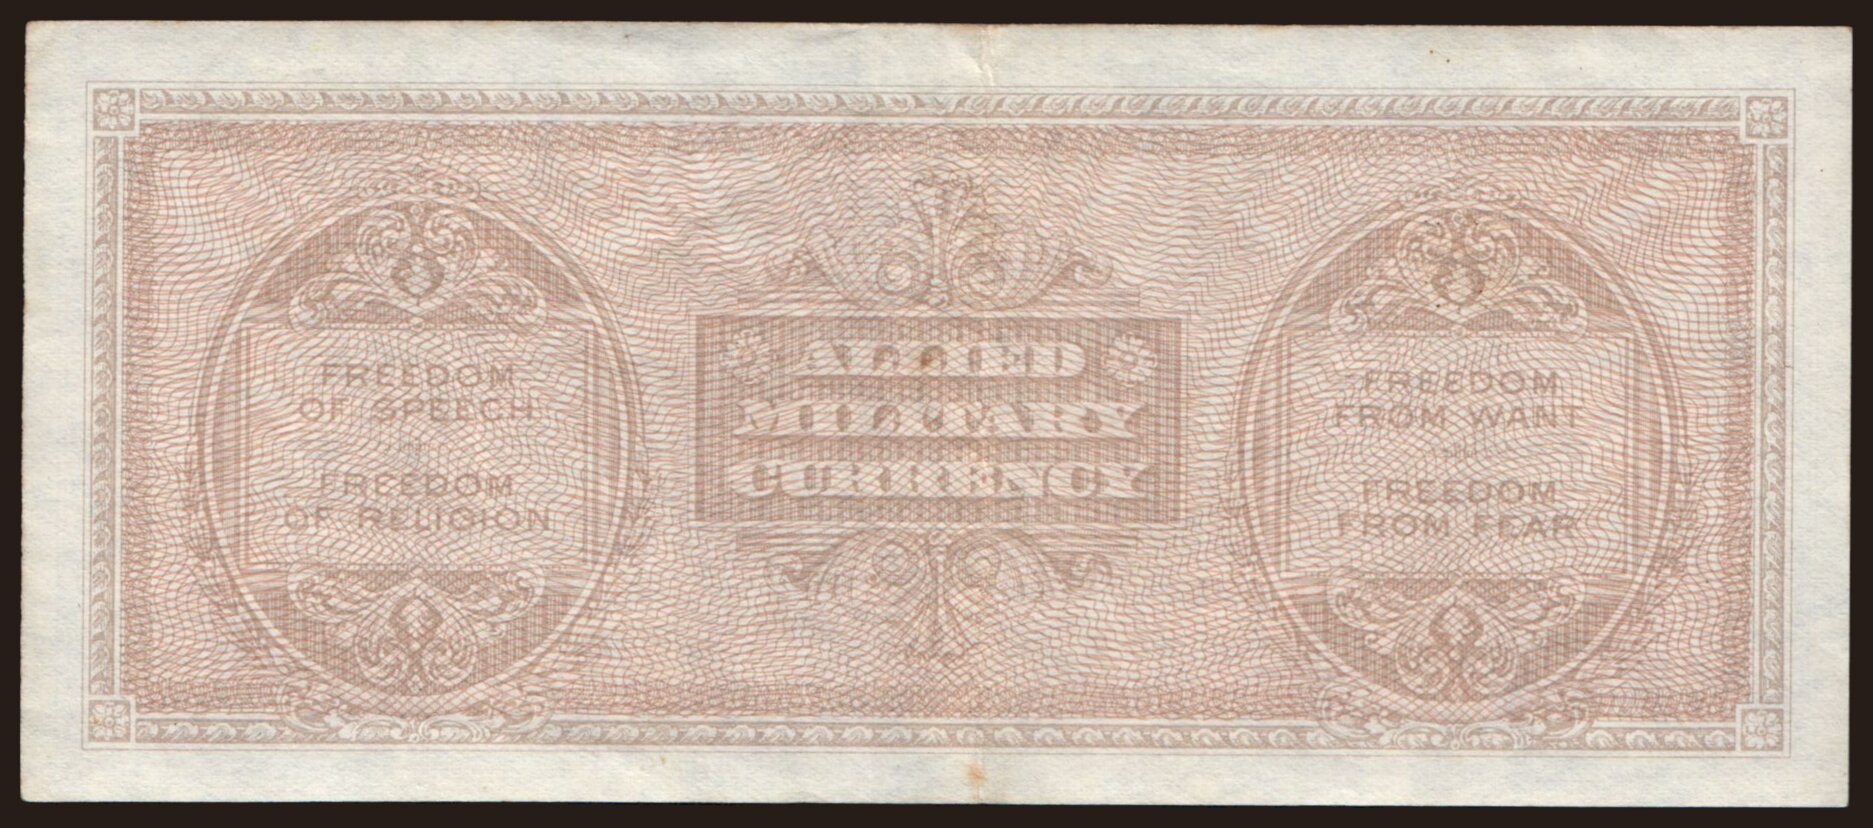 FREEDOM
OF SPEECH
FREEDOM
OF RELIGION
ALLIED
MILITARY
CURRENCY
FREEDOM
FROM WANT
FREEDOM
FROM FEAR